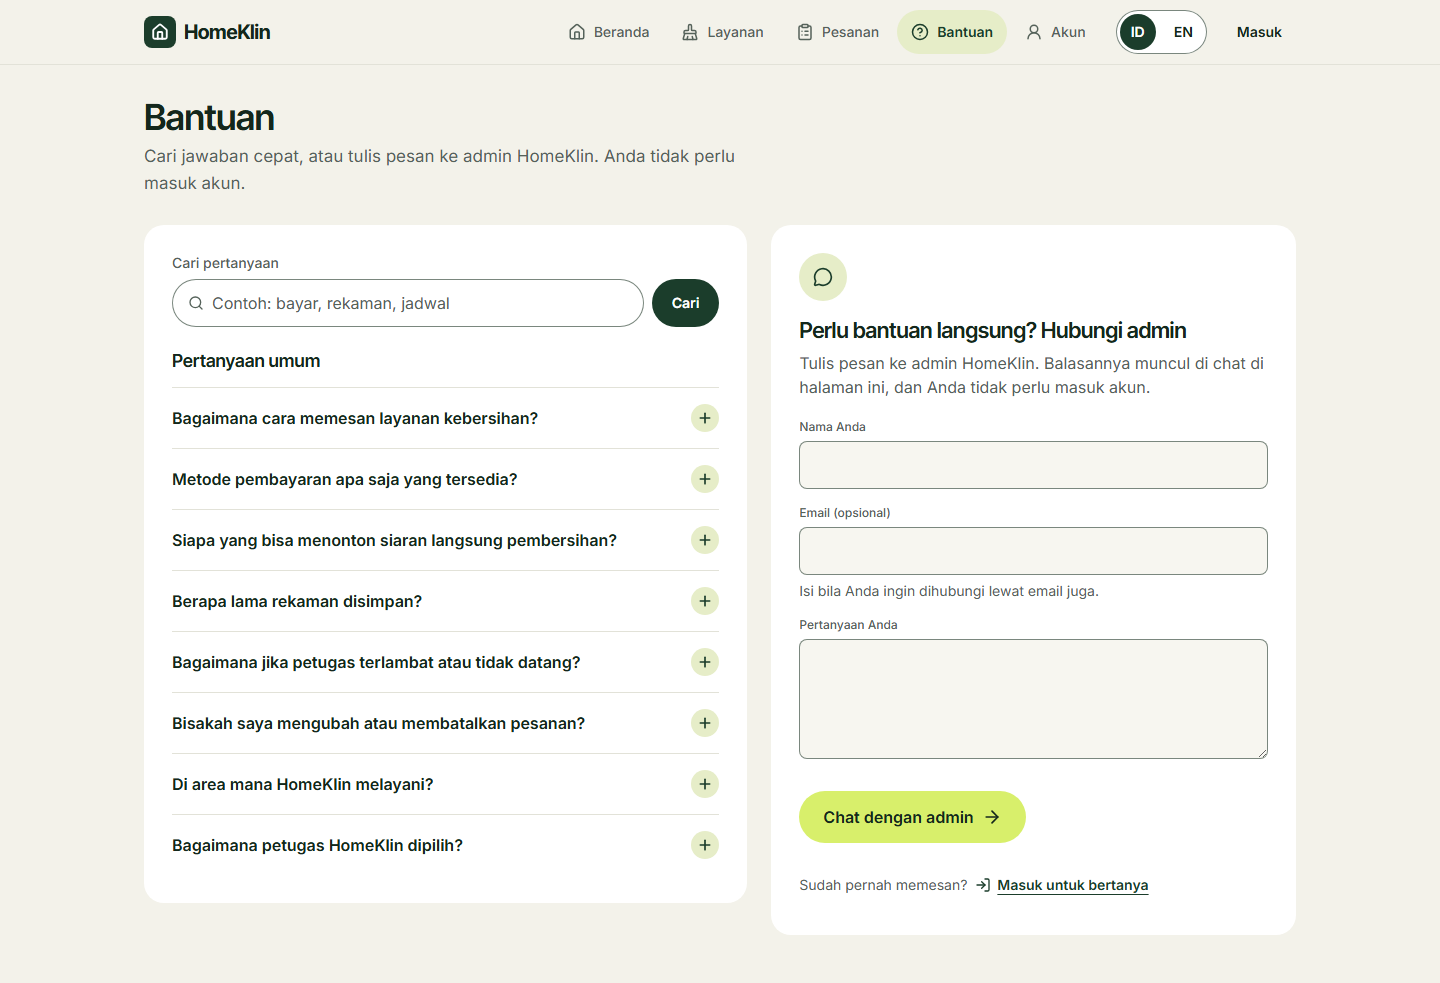 HomeKlin
Beranda
Layanan
Pesanan
Bantuan
Akun
ID
EN
Masuk
Bantuan
Cari jawaban cepat, atau tulis pesan ke admin HomeKlin. Anda tidak perlu
masuk akun.
Cari pertanyaan
Contoh: bayar, rekaman, jadwal
Cari
Pertanyaan umum
Bagaimana cara memesan layanan kebersihan?
Metode pembayaran apa saja yang tersedia?
Siapa yang bisa menonton siaran langsung pembersihan?
Berapa lama rekaman disimpan?
Bagaimana jika petugas terlambat atau tidak datang?
Bisakah saya mengubah atau membatalkan pesanan?
Di area mana HomeKlin melayani?
Bagaimana petugas HomeKlin dipilih?
Perlu bantuan langsung? Hubungi admin
Tulis pesan ke admin HomeKlin. Balasannya muncul di chat di
halaman ini, dan Anda tidak perlu masuk akun.
Nama Anda
Email (opsional)
Isi bila Anda ingin dihubungi lewat email juga.
Pertanyaan Anda
Chat dengan admin
Sudah pernah memesan? Masuk untuk bertanya